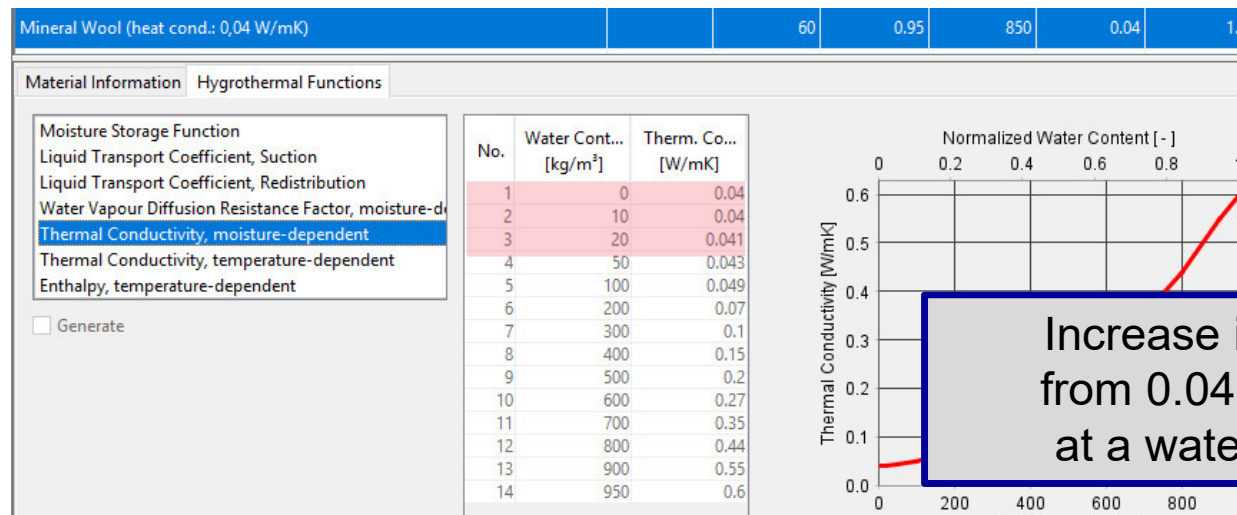 Mineral Wool (heat cond.: 0,04 W/mK) 60 0.95 850 0.04 1.
Material Information Hygrothermal Functions
Moisture Storage Function
Liquid Transport Coefficient, Suction
Liquid Transport Coefficient, Redistribution
Water Vapour Diffusion Resistance Factor, moisture-d
Thermal Conductivity, moisture-dependent
Thermal Conductivity, temperature-dependent
Enthalpy, temperature-dependent
Generate
No. Water Cont... Therm. Co...
[kg/m³] [W/mK]
1 0 0.04
2 10 0.04
3 20 0.041
4 50 0.043
5 100 0.049
6 200 0.07
7 300 0.1
8 400 0.15
9 500 0.2
10 600 0.27
11 700 0.35
12 800 0.44
13 900 0.55
14 950 0.6
Normalized Water Content [ - ]
0 0.2 0.4 0.6 0.8
Thermal Conductivity [W/mK]
0.6
0.5
0.4
0.3
0.2
0.1
0.0
0 200 400 600 800
Increase i
from 0.04
at a wate